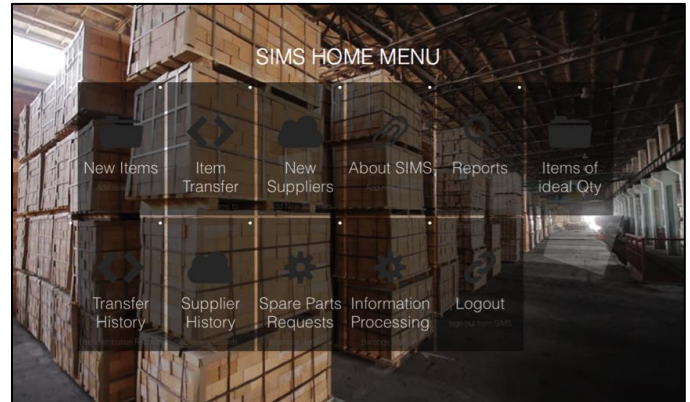 SIMS HOME MENU
New Items
Item
Transfer
New
Suppliers
About SIMS
Reports
Items of
ideal Qty
Transfer
History
Supplier
History
Spare Parts
Requests
Information
Processing
Logout